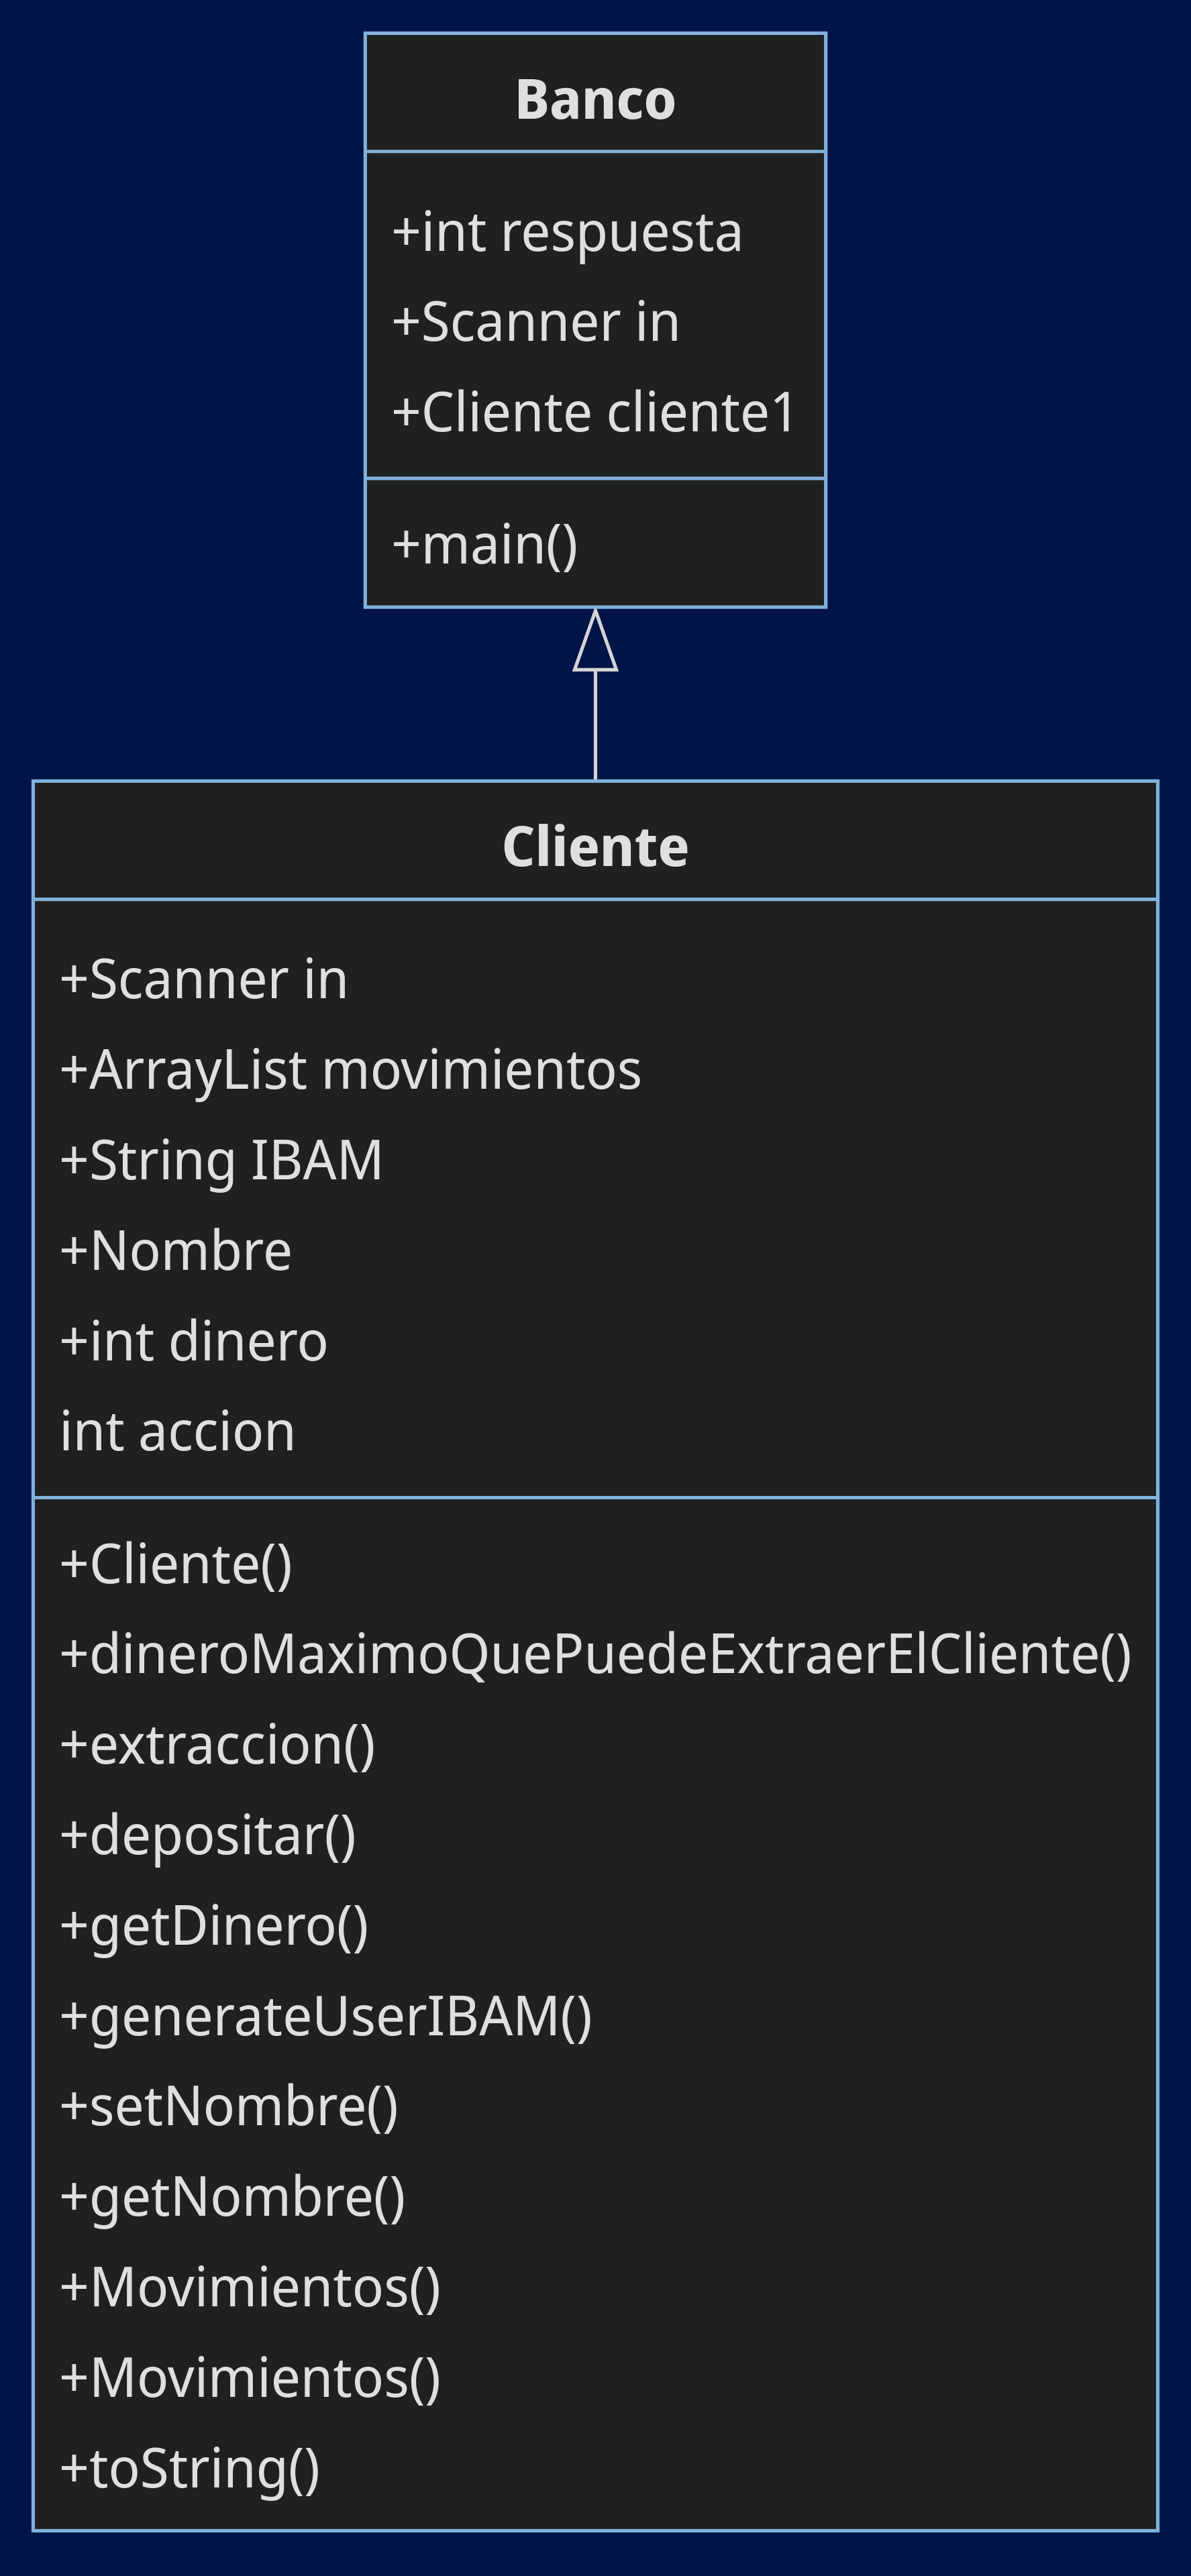 Banco
+int respuesta
+Scanner in
+Cliente cliente1
+main()
Cliente
+Scanner in
+ArrayList movimientos
+String IBAM
+Nombre
+int dinero
int accion
+Cliente()
+dineroMaximoQuePuedeExtraerElCliente()
+extraccion()
+depositar()
+getDinero()
+generateUserIBAM()
+setNombre()
+getNombre()
+Movimientos()
+Movimientos()
+toString()